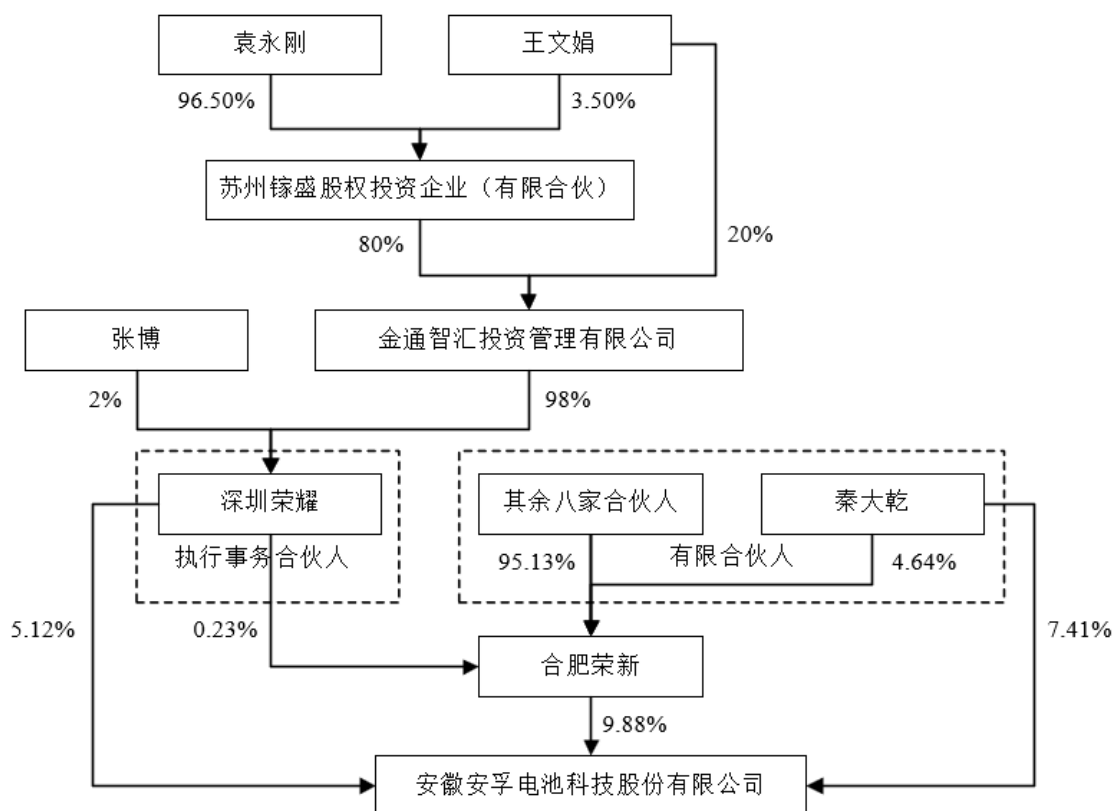 袁永刚
王文娟
96.50%
3.50%
苏州镓盛股权投资企业（有限合伙）
80%
20%
张博
金通智汇投资管理有限公司
2%
98%
深圳荣耀
其余八家合伙人
秦大乾
执行事务合伙人
95.13%
有限合伙人
4.64%
5.12%
0.23%
7.41%
合肥荣新
9.88%
安徽安孚电池科技股份有限公司